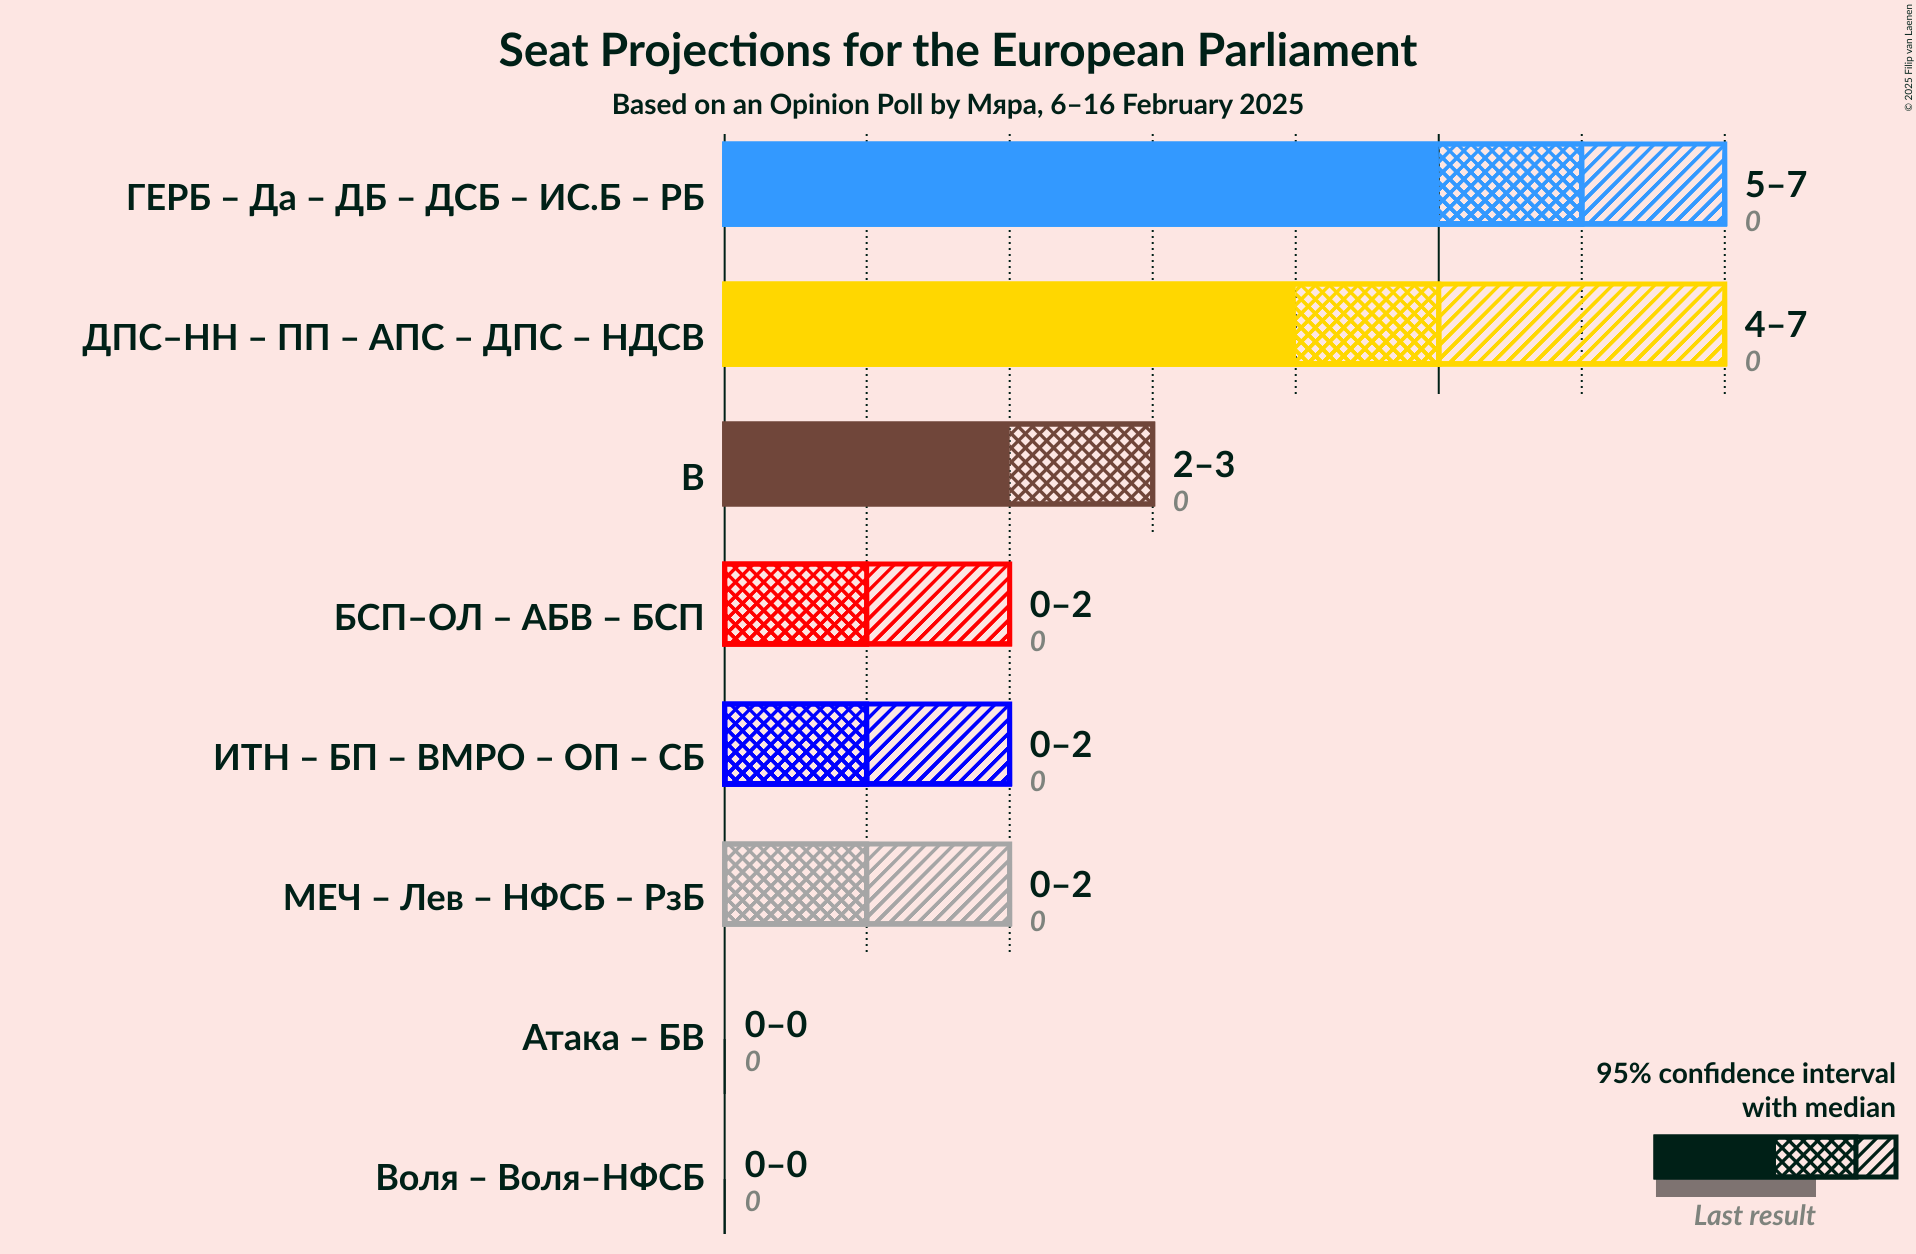 Seat Projections for the European Parliament
Based on an Opinion Poll by Мяра, 6–16 February 2025
© 2025 Filip van Laenen
ГЕРБ – Да – ДБ – ДСБ – ИС.Б – РБ
5–7
0
ДПС–НН – ПП – АПС – ДПС – НДСВ
4–7
0
В
2–3
0
БСП–ОЛ – АБВ – БСП
0–2
0
ИТН – БП – ВМРО – ОП – СБ
0–2
0
МЕЧ – Лев – НФСБ – РзБ
0–2
0
Атака – БВ
0–0
0
Воля – Воля–НФСБ
0–0
0
95% confidence interval
with median
Last result